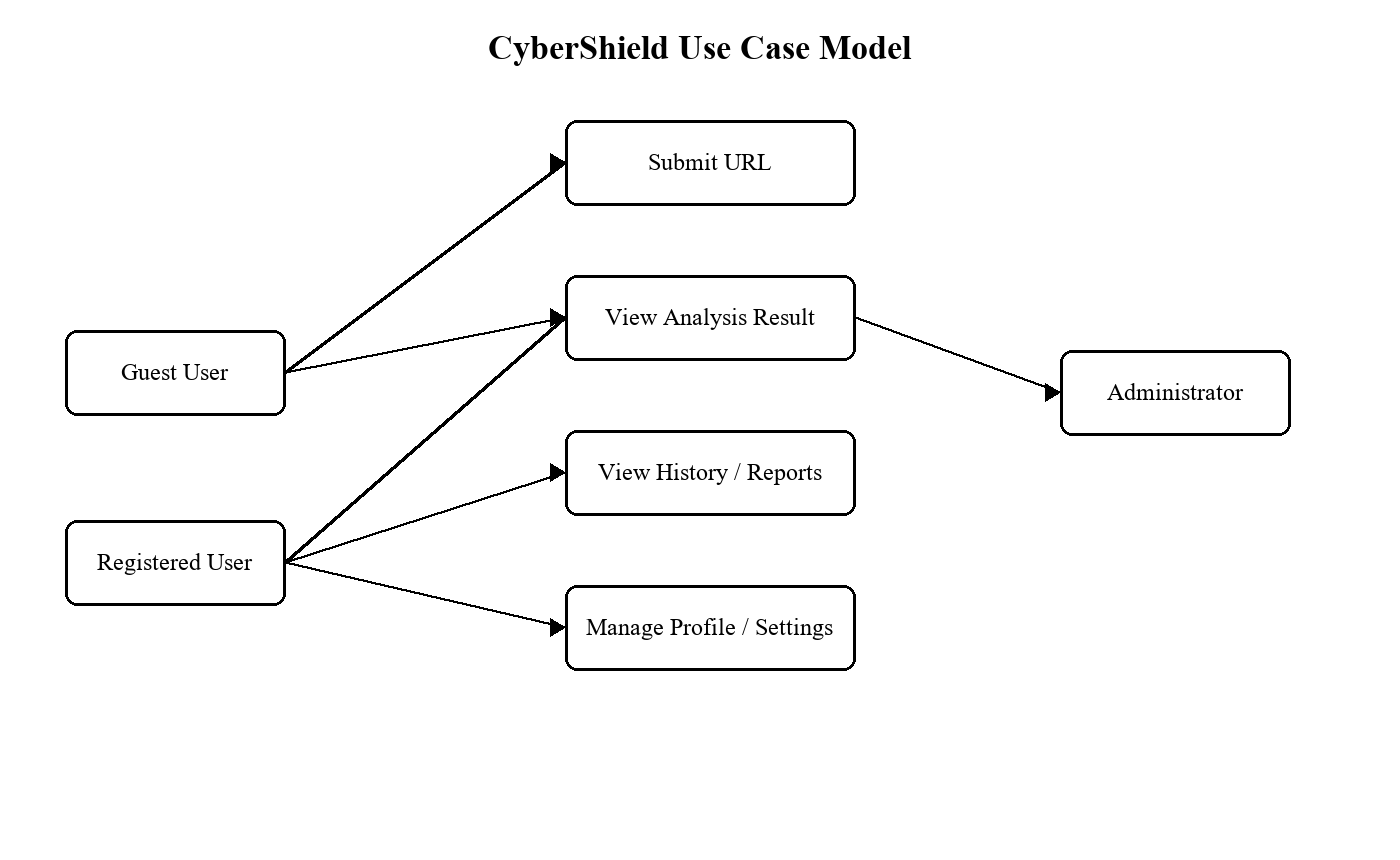 CyberShield Use Case Model
Submit URL
View Analysis Result
Guest User
Administrator
View History / Reports
Registered User
Manage Profile / Settings